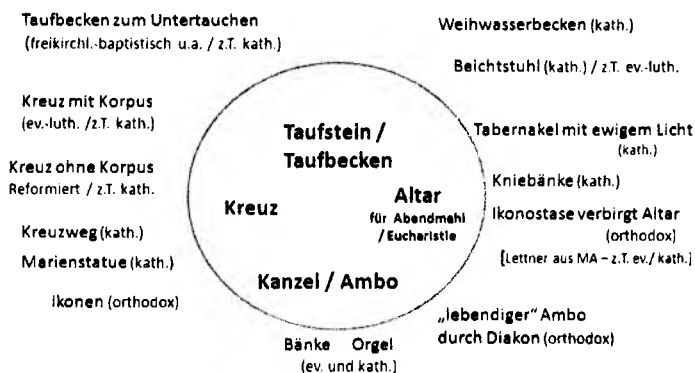 Taufbecken zum Untertauchen
(freikirchl.-baptistisch u.a. / z.T. kath.)
Kreuz mit Korpus
(ev.-luth. /z.T. kath.)
Kreuz ohne Korpus
Reformiert / z.T. kath.
Kreuzweg (kath.)
Marienstatue (kath.)
Ikonen (orthodox)
Taufstein /
Taufbecken
Kreuz
Altar
für Abendmahl
/ Eucharistie
Kanzel / Ambo
Bänke Orgel
(ev. und kath.)
Weihwasserbecken (kath.)
Beichtstuhl (kath.) / z.T. ev.-luth.
Tabernakel mit ewigem Licht
(kath.)
Kniebänke (kath.)
Ikonostase verbirgt Altar
(orthodox)
[Lettner aus MA – z.T. ev./ kath.]
„lebendiger" Ambo
durch Diakon (orthodox)